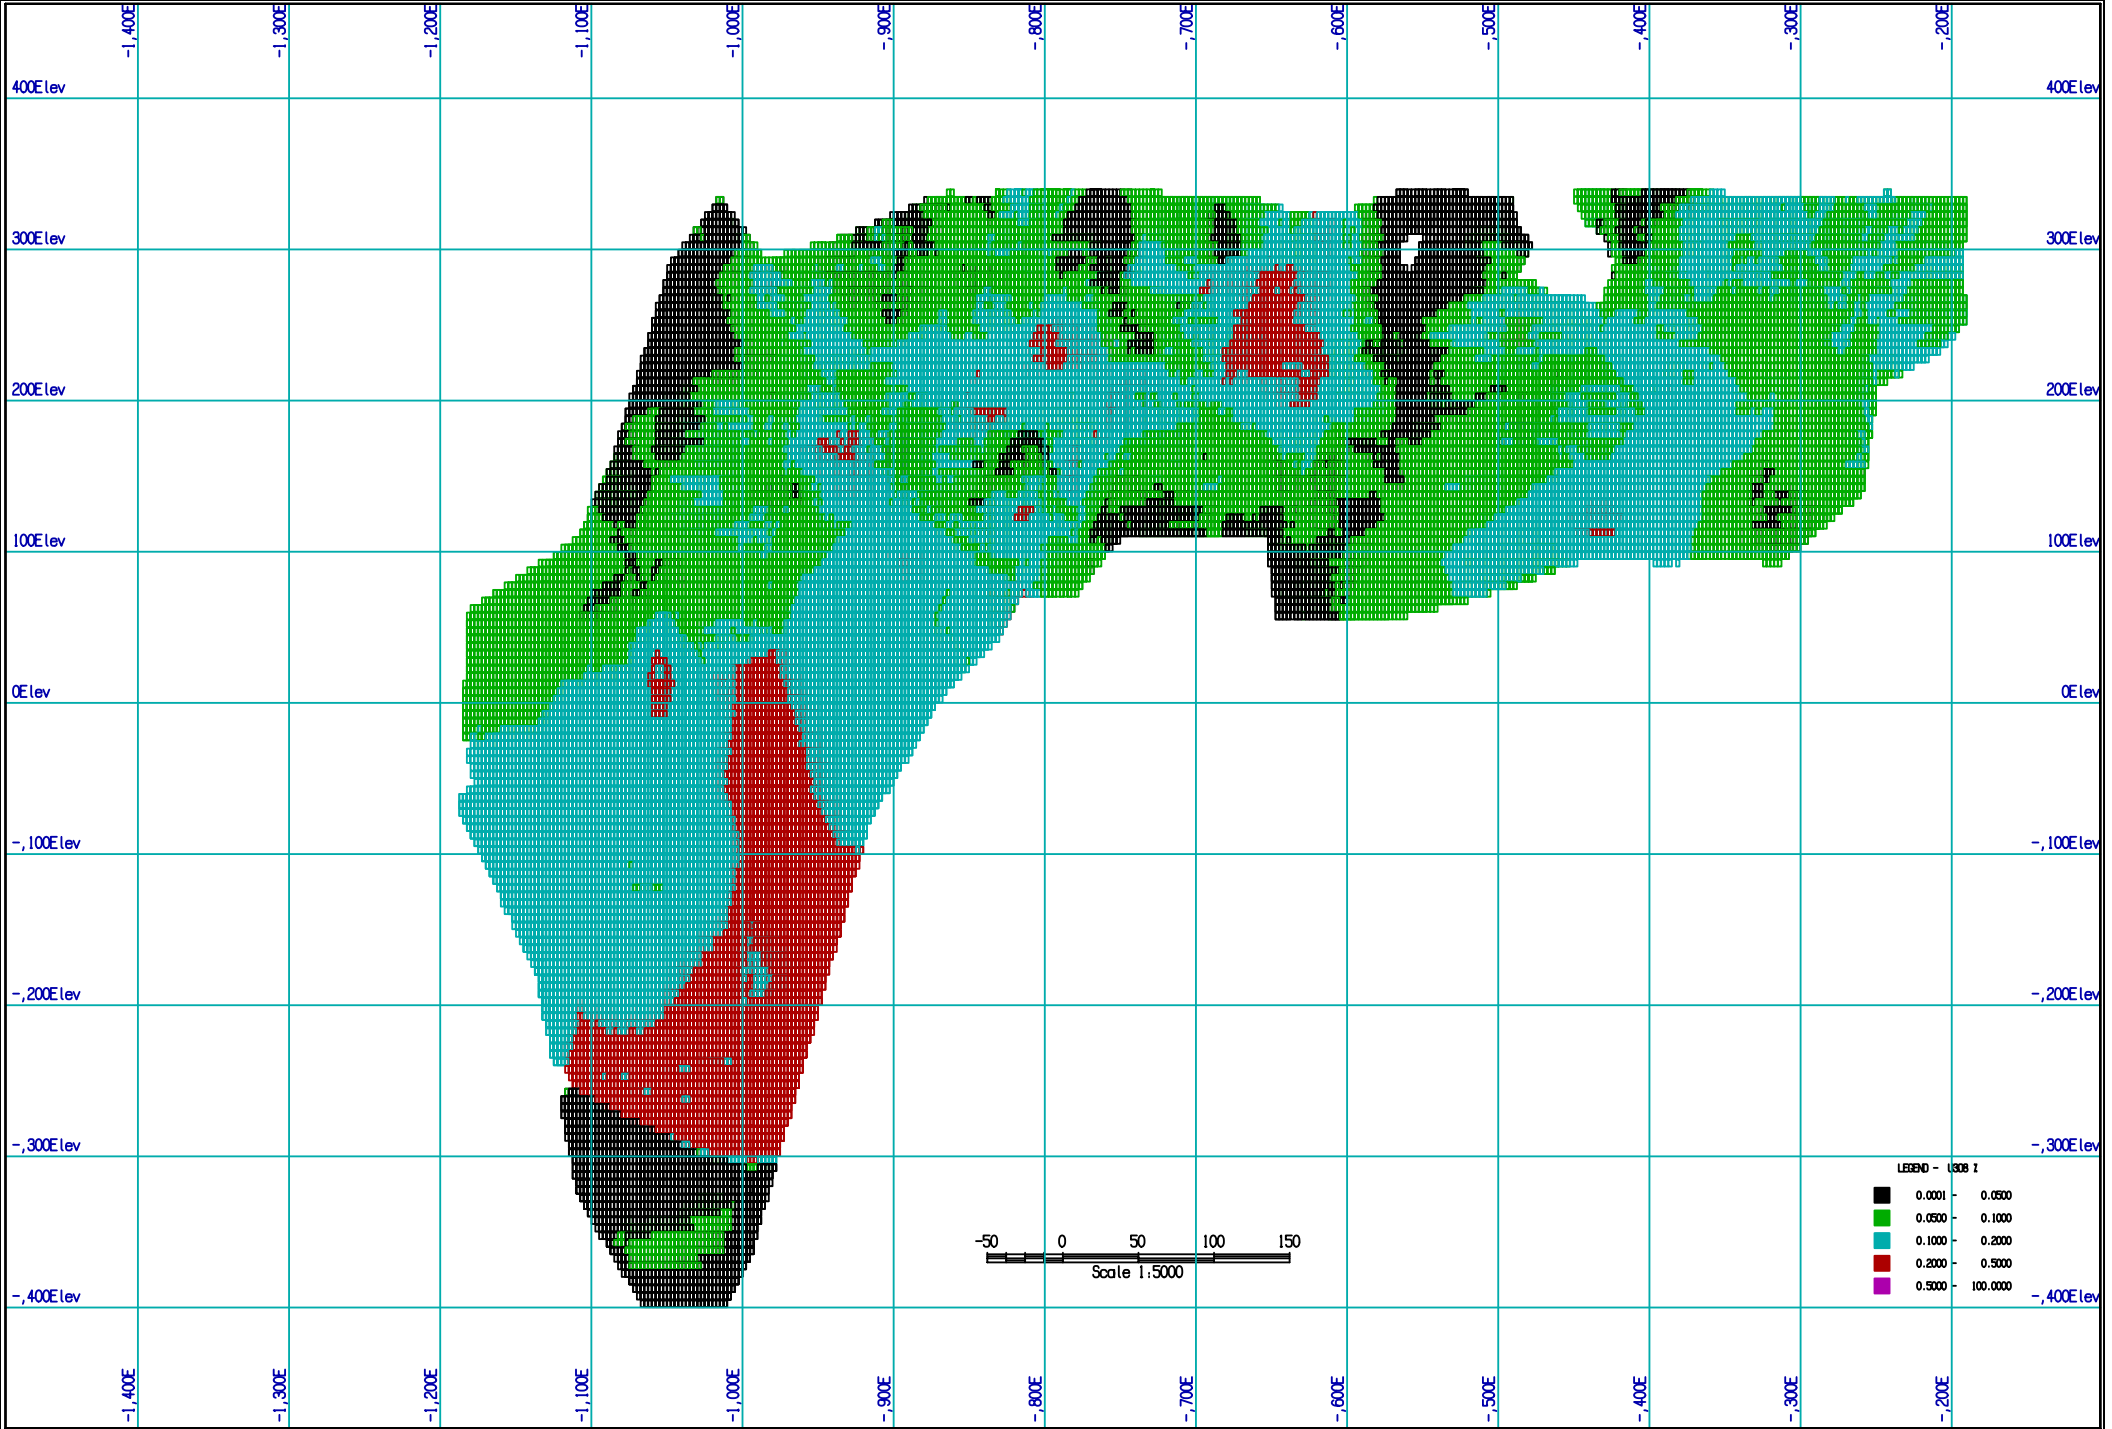 -1,400E -1,300E -1,200E -1,100E -1,000E -,900E -,800E -,700E -,600E -,500E -,400E -,300E -,200E
400Elev 400Elev
300Elev 300Elev
200Elev 200Elev
100Elev 100Elev
0Elev 0Elev
-,100Elev -,100Elev
-,200Elev -,200Elev
-,300Elev -,300Elev
LEGEND - U3O8 %
0.0001 - 0.0500
0.0500 - 0.1000
0.1000 - 0.2000
0.2000 - 0.5000
0.5000 - 100.0000
-50 0 50 100 150
Scale 1:5000
-,400Elev -,400Elev
-1,400E -1,300E -1,200E -1,100E -1,000E -,900E -,800E -,700E -,600E -,500E -,400E -,300E -,200E